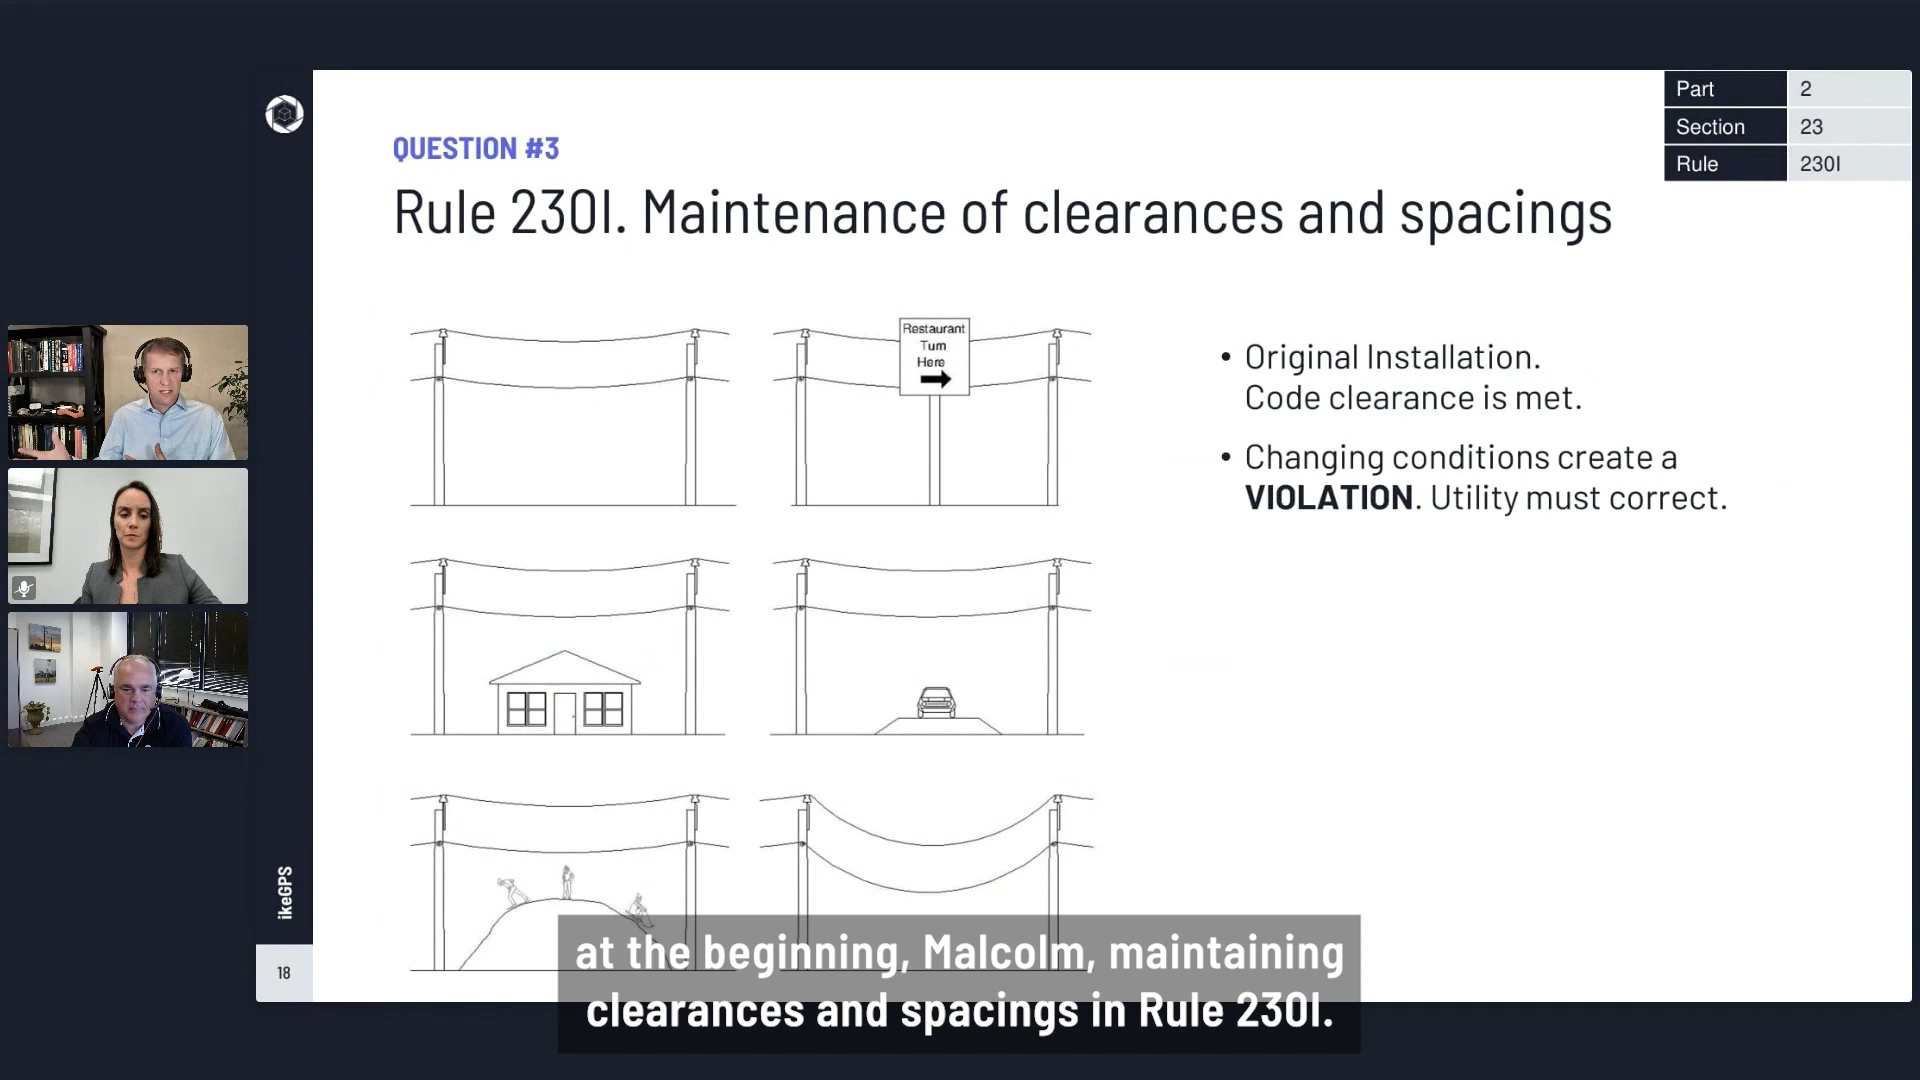 Part 2
Section 23
Rule 230I
QUESTION #3
Rule 230I. Maintenance of clearances and spacings
Restaurant
Turn
Here
• Original Installation.
Code clearance is met.
• Changing conditions create a
VIOLATION. Utility must correct.
ikeGPS
18
at the beginning, Malcolm, maintaining
clearances and spacings in Rule 230I.